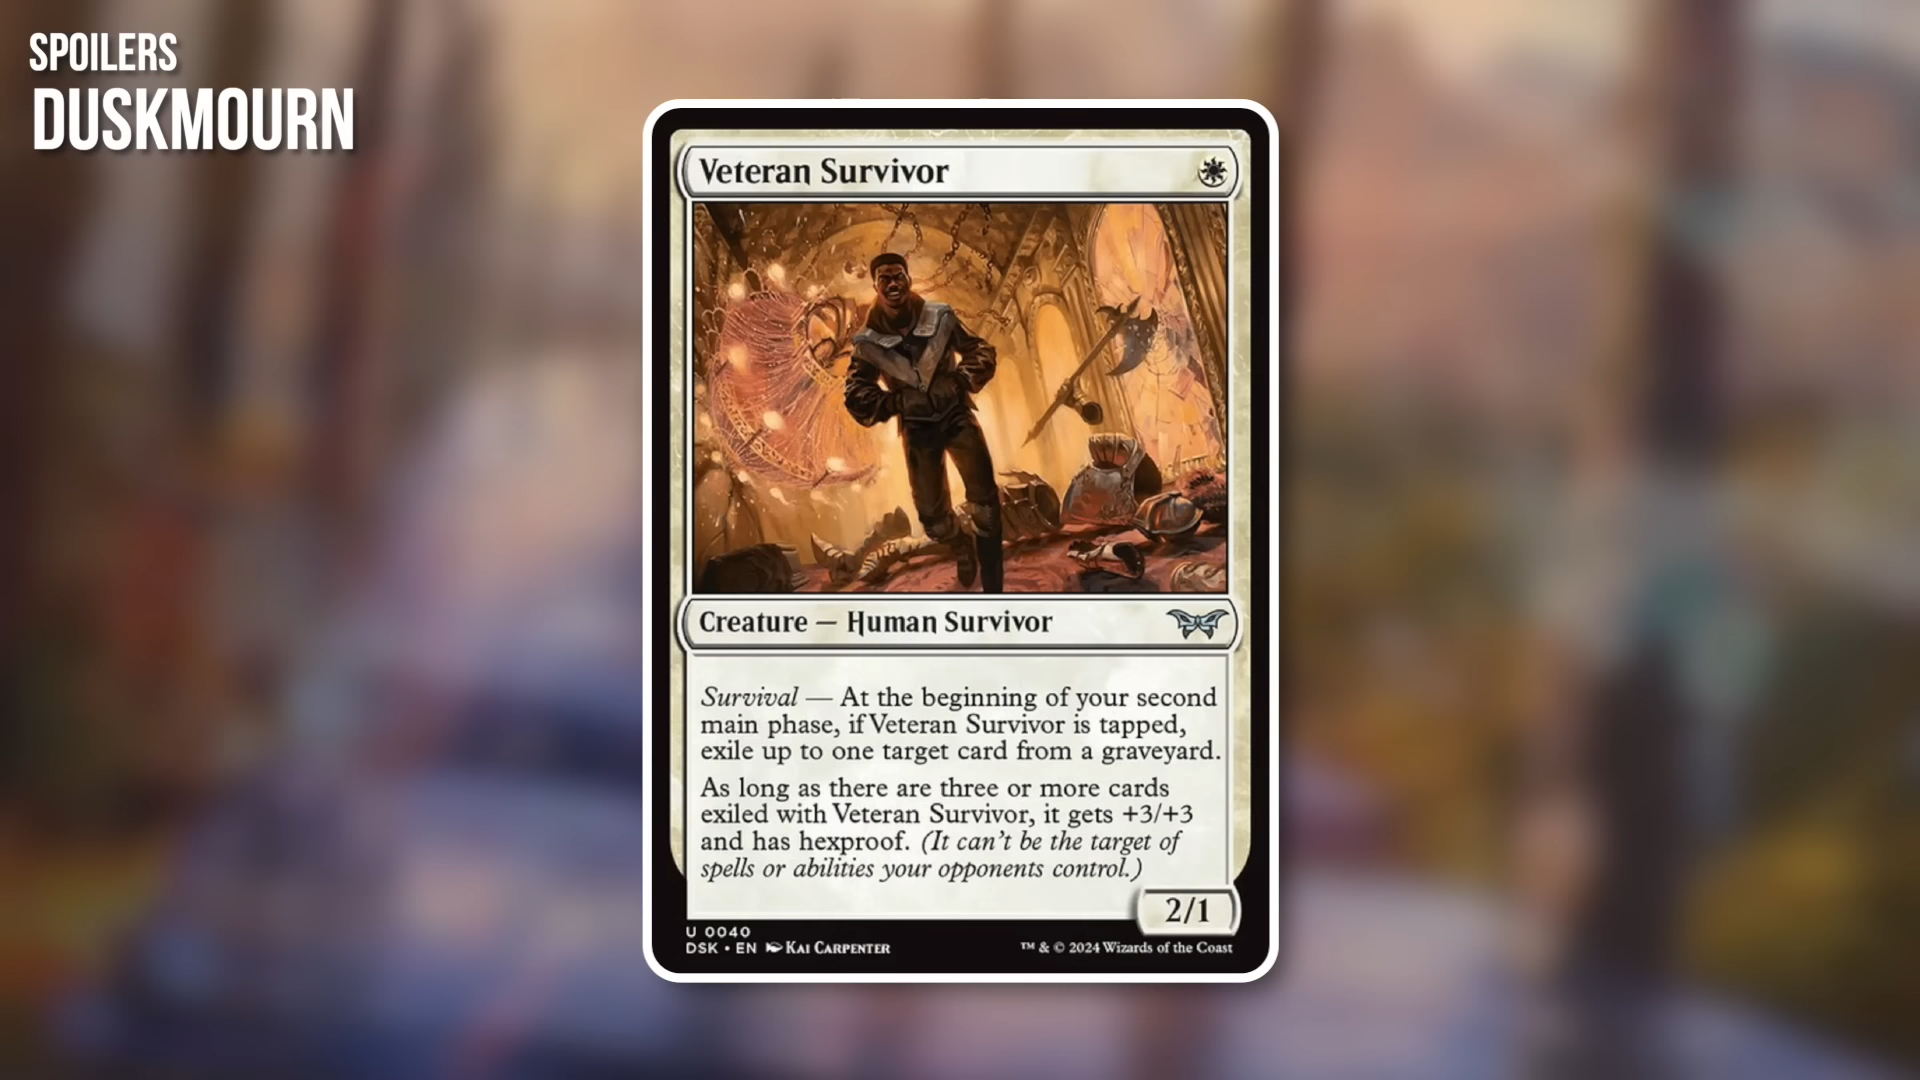 SPOILERS
DUSKMOURN
Veteran Survivor
Creature — Human Survivor
Survival — At the beginning of your second
main phase, if Veteran Survivor is tapped,
exile up to one target card from a graveyard.
As long as there are three or more cards
exiled with Veteran Survivor, it gets +3/+3
and has hexproof. (It can't be the target of
spells or abilities your opponents control.)
2/1
U 0040
DSK • EN KAI CARPENTER
™ & © 2024 Wizards of the Coast